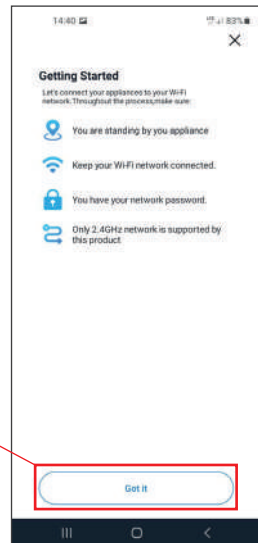 14:40
83%
Getting Started
Let's connect your appliances to your Wi-Fi
network.Throughout the process,make sure:
You are standing by you appliance
Keep your Wi-Fi network connected.
You have your network password.
Only 2.4GHz network is supported by
this product
Got it